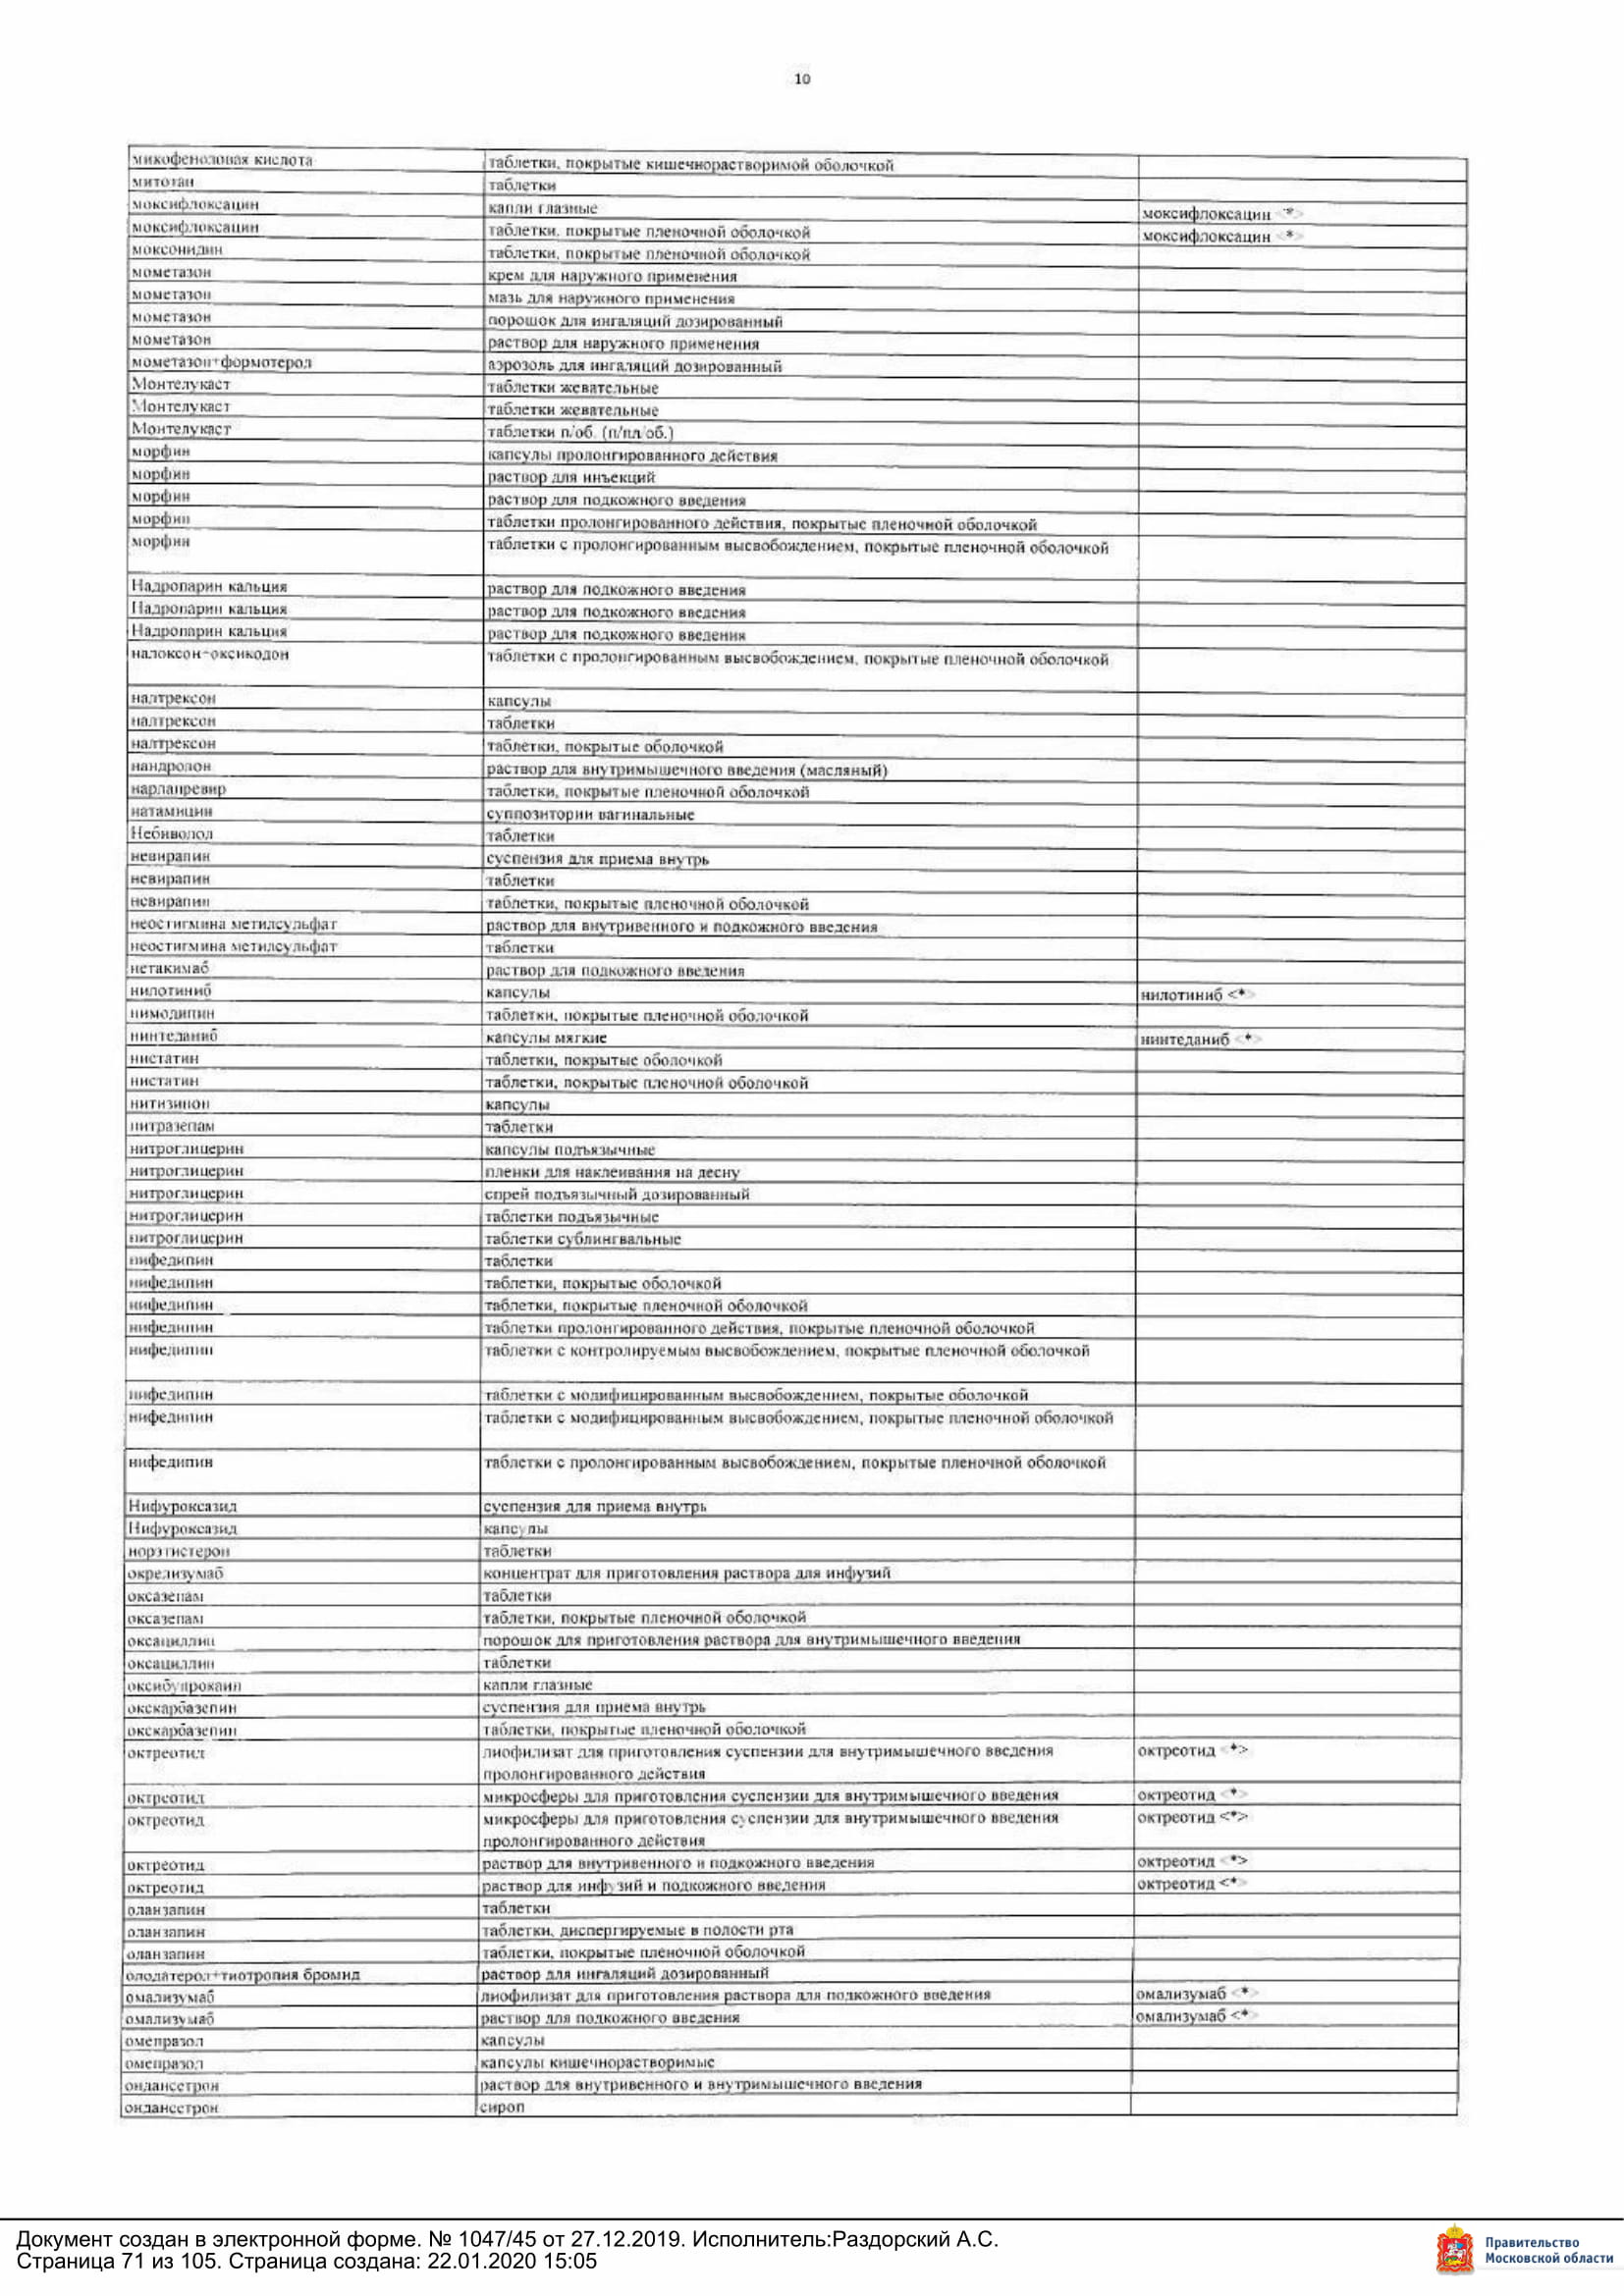 10
микофеноловая кислота таблетки, покрытые кишечнорастворимой оболочкой
митотан таблетки
моксифлоксацин капли глазные моксифлоксацин <*>
моксифлоксацин таблетки, покрытые пленочной оболочкой моксифлоксацин <*>
моксонидин таблетки, покрытые пленочной оболочкой
мометазон крем для наружного применения
мометазон мазь для наружного применения
мометазон порошок для ингаляций дозированный
мометазон раствор для наружного применения
мометазон+формотерол аэрозоль для ингаляций дозированный
Монтелукаст таблетки жевательные
Монтелукаст таблетки жевательные
Монтелукаст таблетки п/об. (п/пл/об.)
морфин капсулы пролонгированного действия
морфин раствор для инъекций
морфин раствор для подкожного введения
морфин таблетки пролонгированного действия, покрытые пленочной оболочкой
морфин таблетки с пролонгированным высвобождением, покрытые пленочной оболочкой
Надропарин кальция раствор для подкожного введения
Надропарин кальция раствор для подкожного введения
Надропарин кальция раствор для подкожного введения
налоксон+оксикодон таблетки с пролонгированным высвобождением, покрытые пленочной оболочкой
налтрексон капсулы
налтрексон таблетки
налтрексон таблетки, покрытые оболочкой
нандролон раствор для внутримышечного введения (масляный)
нарлапревир таблетки, покрытые пленочной оболочкой
натамицин суппозитории вагинальные
Небиволол таблетки
невирапин суспензия для приема внутрь
невирапин таблетки
невирапин таблетки, покрытые пленочной оболочкой
неостигмина метилсульфат раствор для внутривенного и подкожного введения
неостигмина метилсульфат таблетки
нетакимаб раствор для подкожного введения
нилотиниб капсулы нилотиниб <*>
нимодипин таблетки, покрытые пленочной оболочкой
нинтеданиб капсулы мягкие нинтеданиб <*>
нистатин таблетки, покрытые оболочкой
нистатин таблетки, покрытые пленочной оболочкой
нитизинон капсулы
нитразепам таблетки
нитроглицерин капсулы подъязычные
нитроглицерин пленки для наклеивания на десну
нитроглицерин спрей подъязычный дозированный
нитроглицерин таблетки подъязычные
нитроглицерин таблетки сублингвальные
нифедипин таблетки
нифедипин таблетки, покрытые оболочкой
нифедипин таблетки, покрытые пленочной оболочкой
нифедипин таблетки пролонгированного действия, покрытые пленочной оболочкой
нифедипин таблетки с контролируемым высвобождением, покрытые пленочной оболочкой
нифедипин таблетки с модифицированным высвобождением, покрытые оболочкой
нифедипин таблетки с модифицированным высвобождением, покрытые пленочной оболочкой
нифедипин таблетки с пролонгированным высвобождением, покрытые пленочной оболочкой
Нифуроксазид суспензия для приема внутрь
Нифуроксазид капсулы
норэтистерон таблетки
окрелизумаб концентрат для приготовления раствора для инфузий
оксазепам таблетки
оксазепам таблетки, покрытые пленочной оболочкой
оксациллин порошок для приготовления раствора для внутримышечного введения
оксациллин таблетки
оксибупрокаин капли глазные
окскарбазепин суспензия для приема внутрь
окскарбазепин таблетки, покрытые пленочной оболочкой
октреотид лиофилизат для приготовления суспензии для внутримышечного введения октреотид <*>
пролонгированного действия
октреотид микросферы для приготовления суспензии для внутримышечного введения октреотид <*>
октреотид микросферы для приготовления суспензии для внутримышечного введения октреотид <*>
пролонгированного действия
октреотид раствор для внутривенного и подкожного введения октреотид <*>
октреотид раствор для инфузий и подкожного введения октреотид <*>
оланзапин таблетки
оланзапин таблетки, диспергируемые в полости рта
оланзапин таблетки, покрытые пленочной оболочкой
олодатерол+тиотропия бромид раствор для ингаляций дозированный
омализумаб лиофилизат для приготовления раствора для подкожного введения омализумаб <*>
омализумаб раствор для подкожного введения омализумаб <*>
омепразол капсулы
омепразол капсулы кишечнорастворимые
ондансетрон раствор для внутривенного и внутримышечного введения
ондансетрон сироп
Документ создан в электронной форме. № 1047/45 от 27.12.2019. Исполнитель:Раздорский А.С.
Страница 71 из 105. Страница создана: 22.01.2020 15:05
Правительство
Московской области